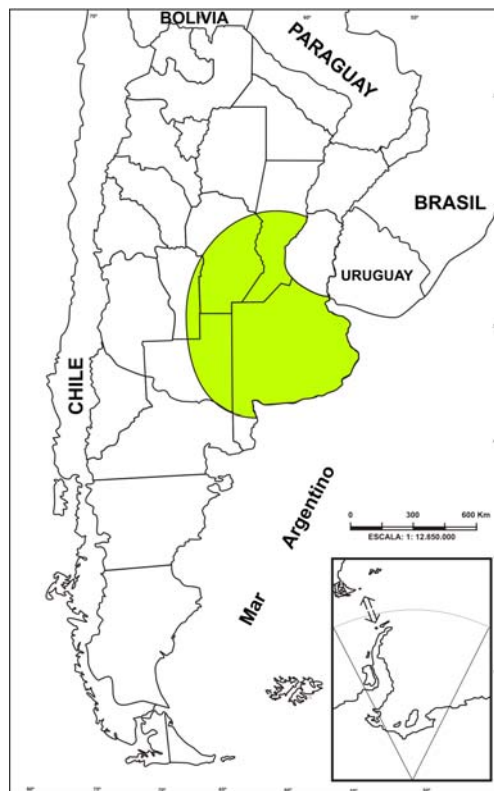 BOLIVIA
PARAGUAY
BRASIL
URUGUAY
CHILE
Mar Argentino
0 300 600 Km
ESCALA: 1: 12.850.000